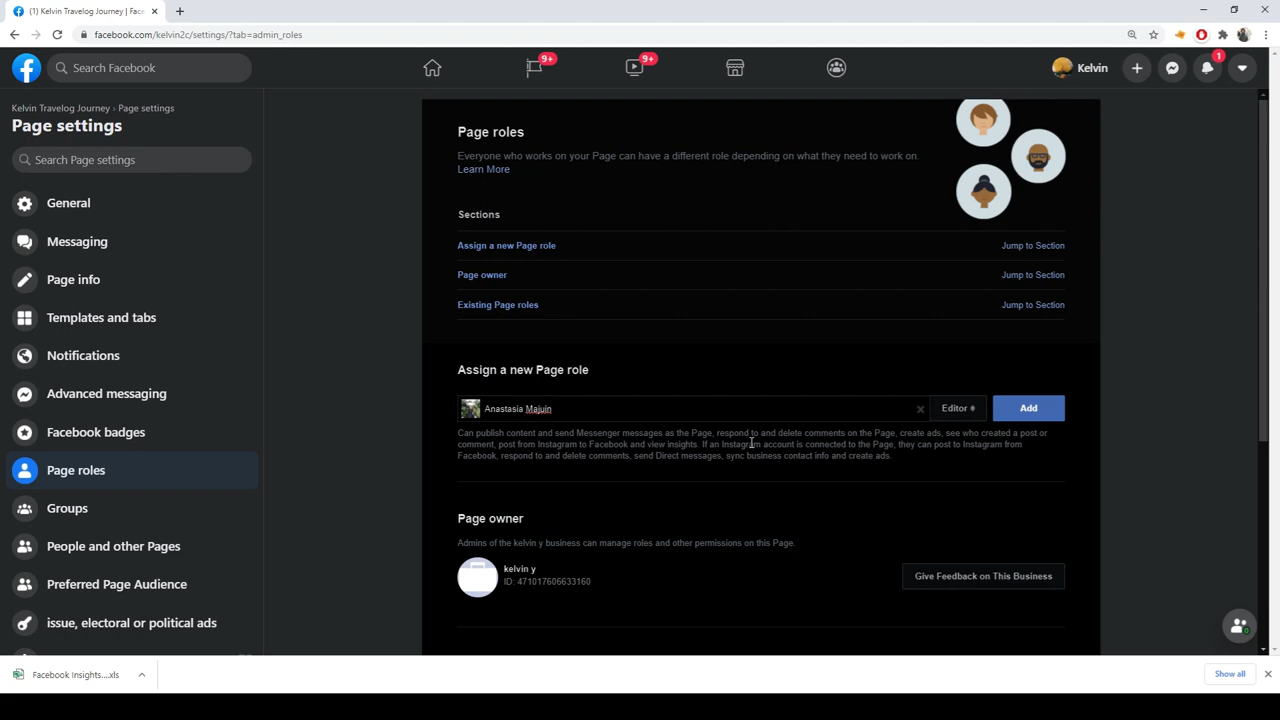 (1) Kelvin Travelog Journey | Fac
facebook.com/kelvin2c/settings/?tab=admin_roles
Search Facebook
9+
9+
Kelvin
1
Kelvin Travelog Journey › Page settings
Page settings
Search Page settings
General
Messaging
Page info
Templates and tabs
Notifications
Advanced messaging
Facebook badges
Page roles
Groups
People and other Pages
Preferred Page Audience
issue, electoral or political ads
Page roles
Everyone who works on your Page can have a different role depending on what they need to work on.
Learn More
Sections
Assign a new Page role Jump to Section
Page owner Jump to Section
Existing Page roles Jump to Section
Assign a new Page role
Anastasia Majuin
Editor
Add
Can publish content and send Messenger messages as the Page, respond to and delete comments on the Page, create ads, see who created a post or
comment, post from Instagram to Facebook and view insights. If an Instagram account is connected to the Page, they can post to Instagram from
Facebook, respond to and delete comments, send Direct messages, sync business contact info and create ads.
Page owner
Admins of the kelvin y business can manage roles and other permissions on this Page.
kelvin y
ID: 471017606633160
Give Feedback on This Business
0
Facebook Insights....xls
Show all